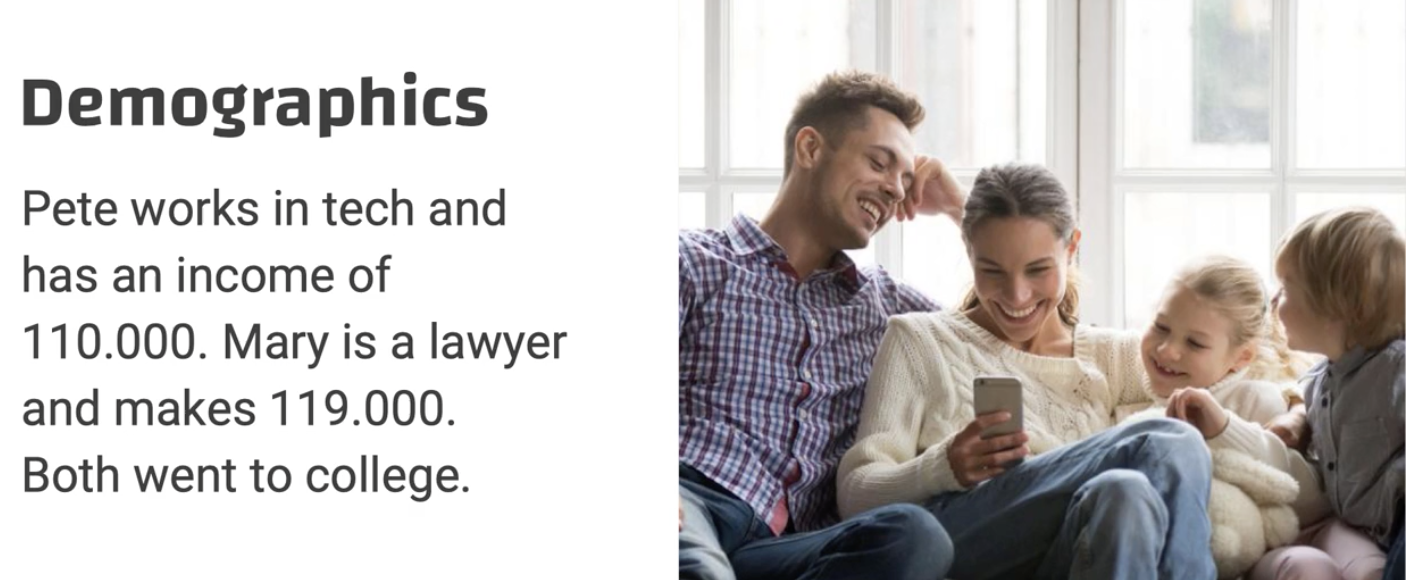 Demographics
Pete works in tech and
has an income of
110.000. Mary is a lawyer
and makes 119.000.
Both went to college.